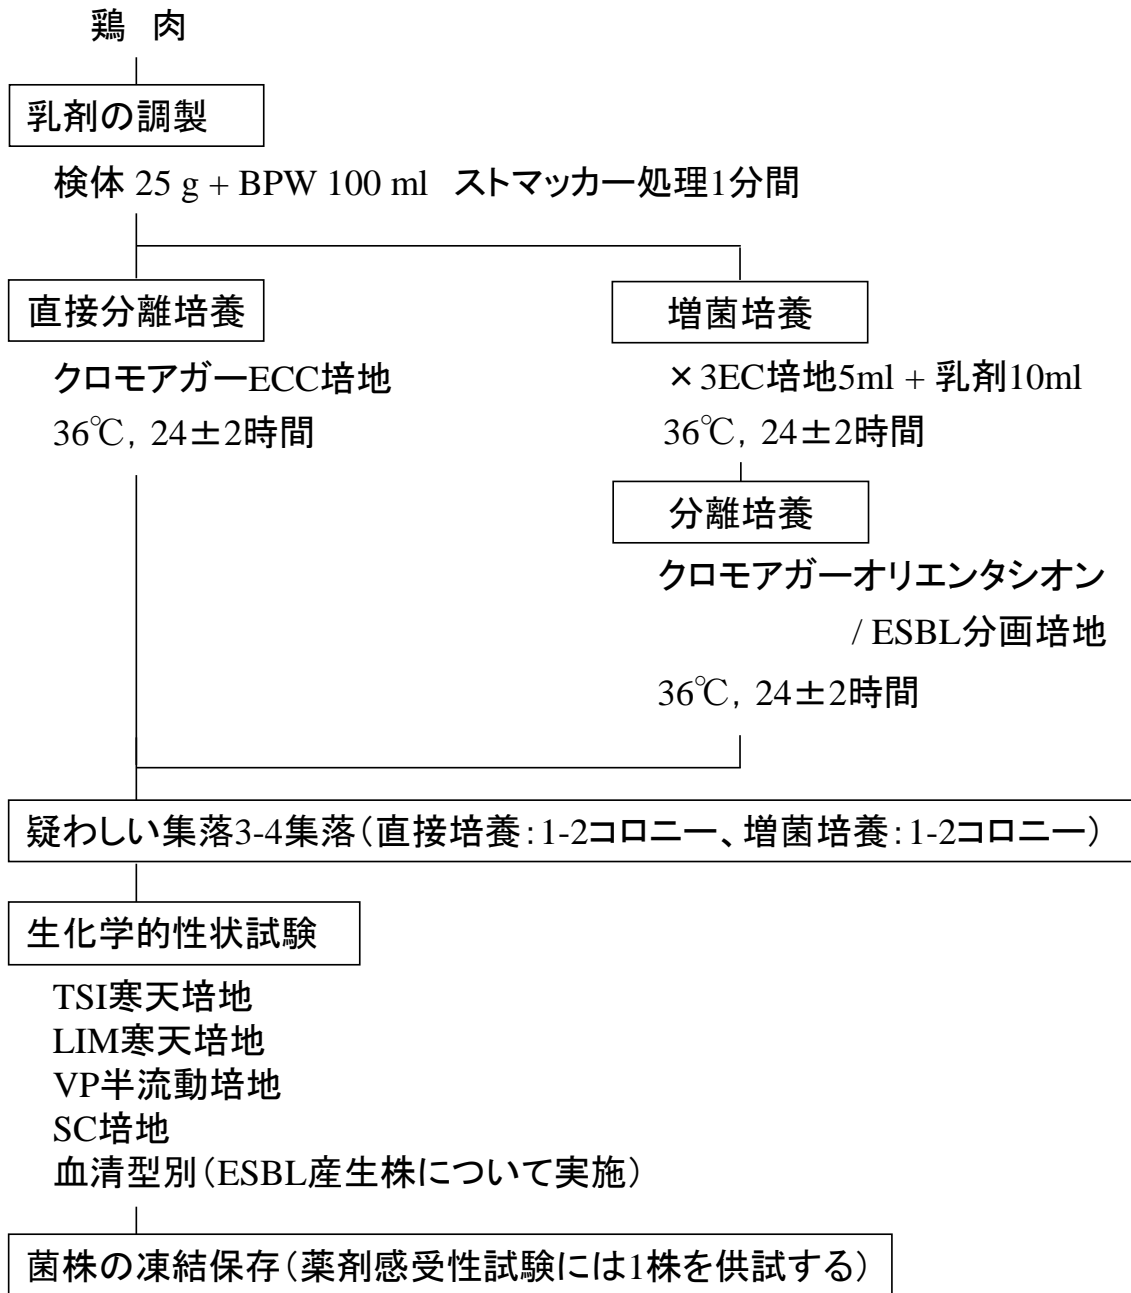 鶏 肉
乳剤の調製
検体 25 g + BPW 100 ml ストマッカー処理1分間
直接分離培養
クロモアガーECC培地
36℃, 24±2時間
増菌培養
×3EC培地5ml + 乳剤10ml
36℃, 24±2時間
分離培養
クロモアガーオリエンタシオン
/ ESBL分画培地
36℃, 24±2時間
疑わしい集落3-4集落(直接培養:1-2コロニー、増菌培養:1-2コロニー)
生化学的性状試験
TSI寒天培地
LIM寒天培地
VP半流動培地
SC培地
血清型別(ESBL産生株について実施)
菌株の凍結保存(薬剤感受性試験には1株を供試する)